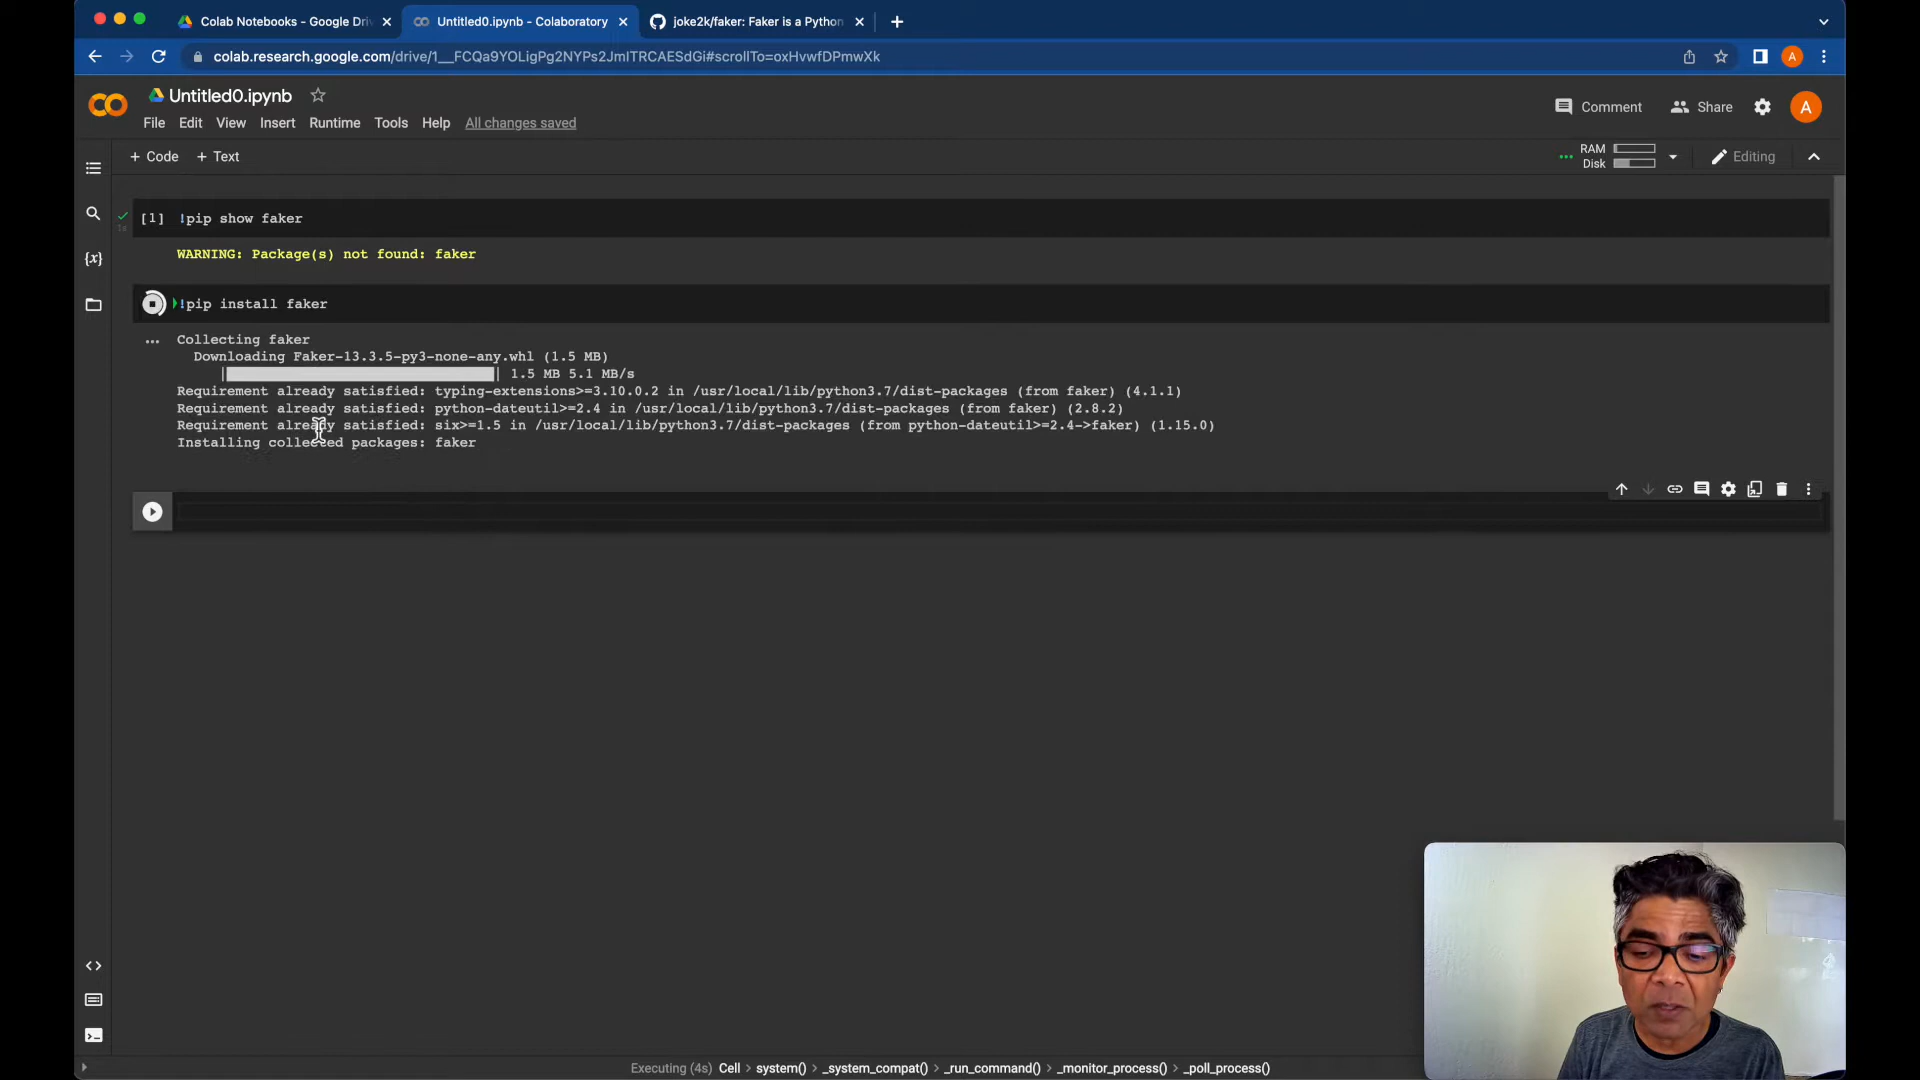 Colab Notebooks - Google Dri
Untitled0.ipynb - Colaboratory
joke2k/faker: Faker is a Python
colab.research.google.com/drive/1__FCQa9YOLigPg2NYPs2JmITRCAESdGi#scrollTo=oxHvwfDPmwXk
A
CO
Untitled0.ipynb
Comment
Share
A
File Edit View Insert Runtime Tools Help All changes saved
+ Code + Text
RAM
Disk
Editing
[1] !pip show faker
1s
WARNING: Package(s) not found: faker
{x}
!pip install faker
... Collecting faker
Downloading Faker-13.3.5-py3-none-any.whl (1.5 MB)
| 1.5 MB 5.1 MB/s
Requirement already satisfied: typing-extensions>=3.10.0.2 in /usr/local/lib/python3.7/dist-packages (from faker) (4.1.1)
Requirement already satisfied: python-dateutil>=2.4 in /usr/local/lib/python3.7/dist-packages (from faker) (2.8.2)
Requirement already satisfied: six>=1.5 in /usr/local/lib/python3.7/dist-packages (from python-dateutil>=2.4->faker) (1.15.0)
Installing collected packages: faker
Executing (4s) Cell > system() > _system_compat() > _run_command() > _monitor_process() > _poll_process()